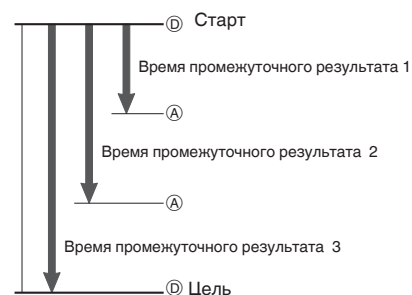 Ⓓ Старт
Время промежуточного результата 1
Ⓐ
Время промежуточного результата 2
Ⓐ
Время промежуточного результата 3
Ⓓ Цель